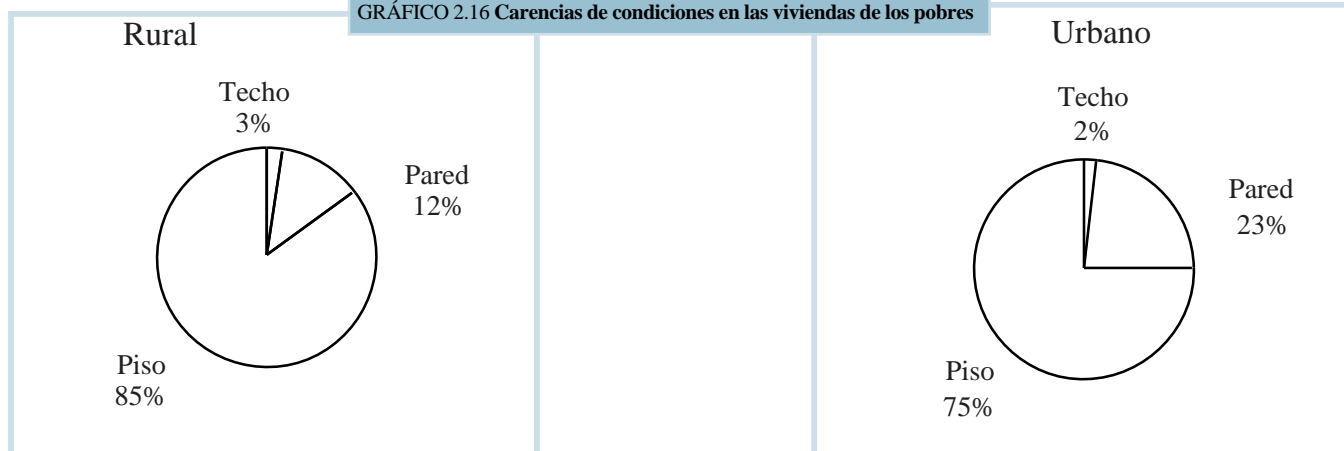 GRÁFICO 2.16 Carencias de condiciones en las viviendas de los pobres
Rural
Techo
3%
Pared
12%
Piso
85%
Urbano
Techo
2%
Pared
23%
Piso
75%